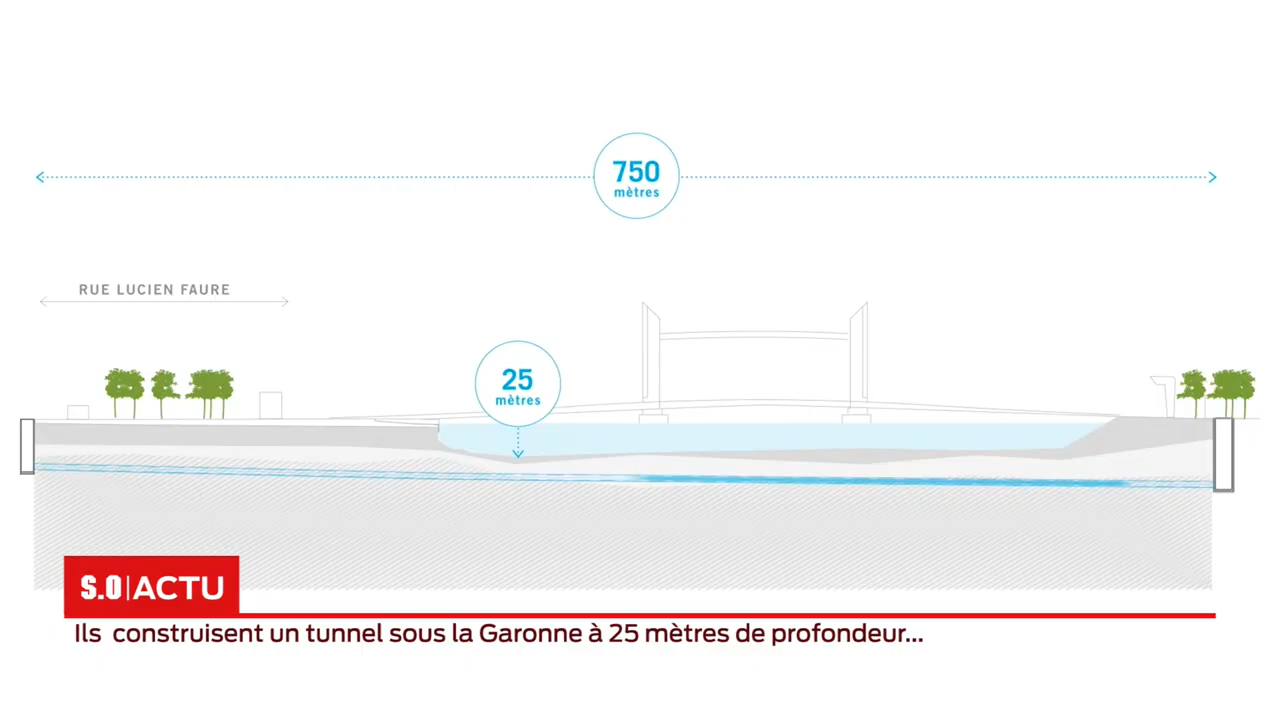 750
mètres
RUE LUCIEN FAURE
25
mètres
S.O|ACTU
Ils construisent un tunnel sous la Garonne à 25 mètres de profondeur...